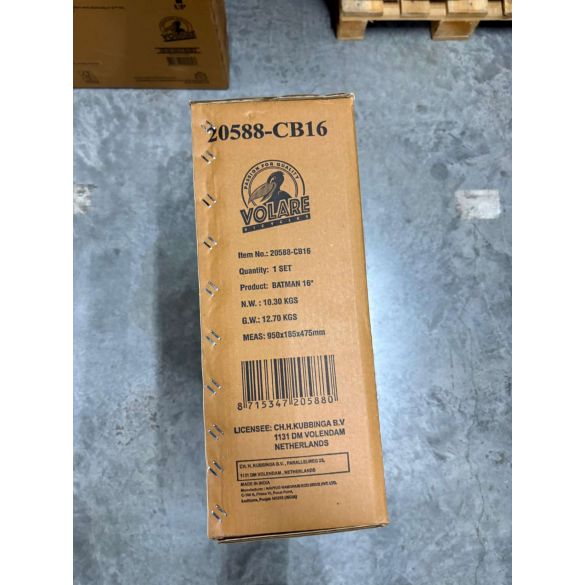 UP
20588-CB16
PASSION FOR QUALITY
VOLARE
BICYCLES
Item No.: 20588-CB16
Quantity: 1 SET
Product: BATMAN 16"
N.W. : 10.30 KGS
G.W.: 12.70 KGS
MEAS: 950x185x475mm
8 715347 205880
LICENSEE: CH.H.KUBBINGA B.V
1131 DM VOLENDAM
NETHERLANDS
CH. H. KUBBINGA B.V., PARALLELWEG 25,
1131 DM VOLENDAM , NETHERLANDS
MADE IN INDIA